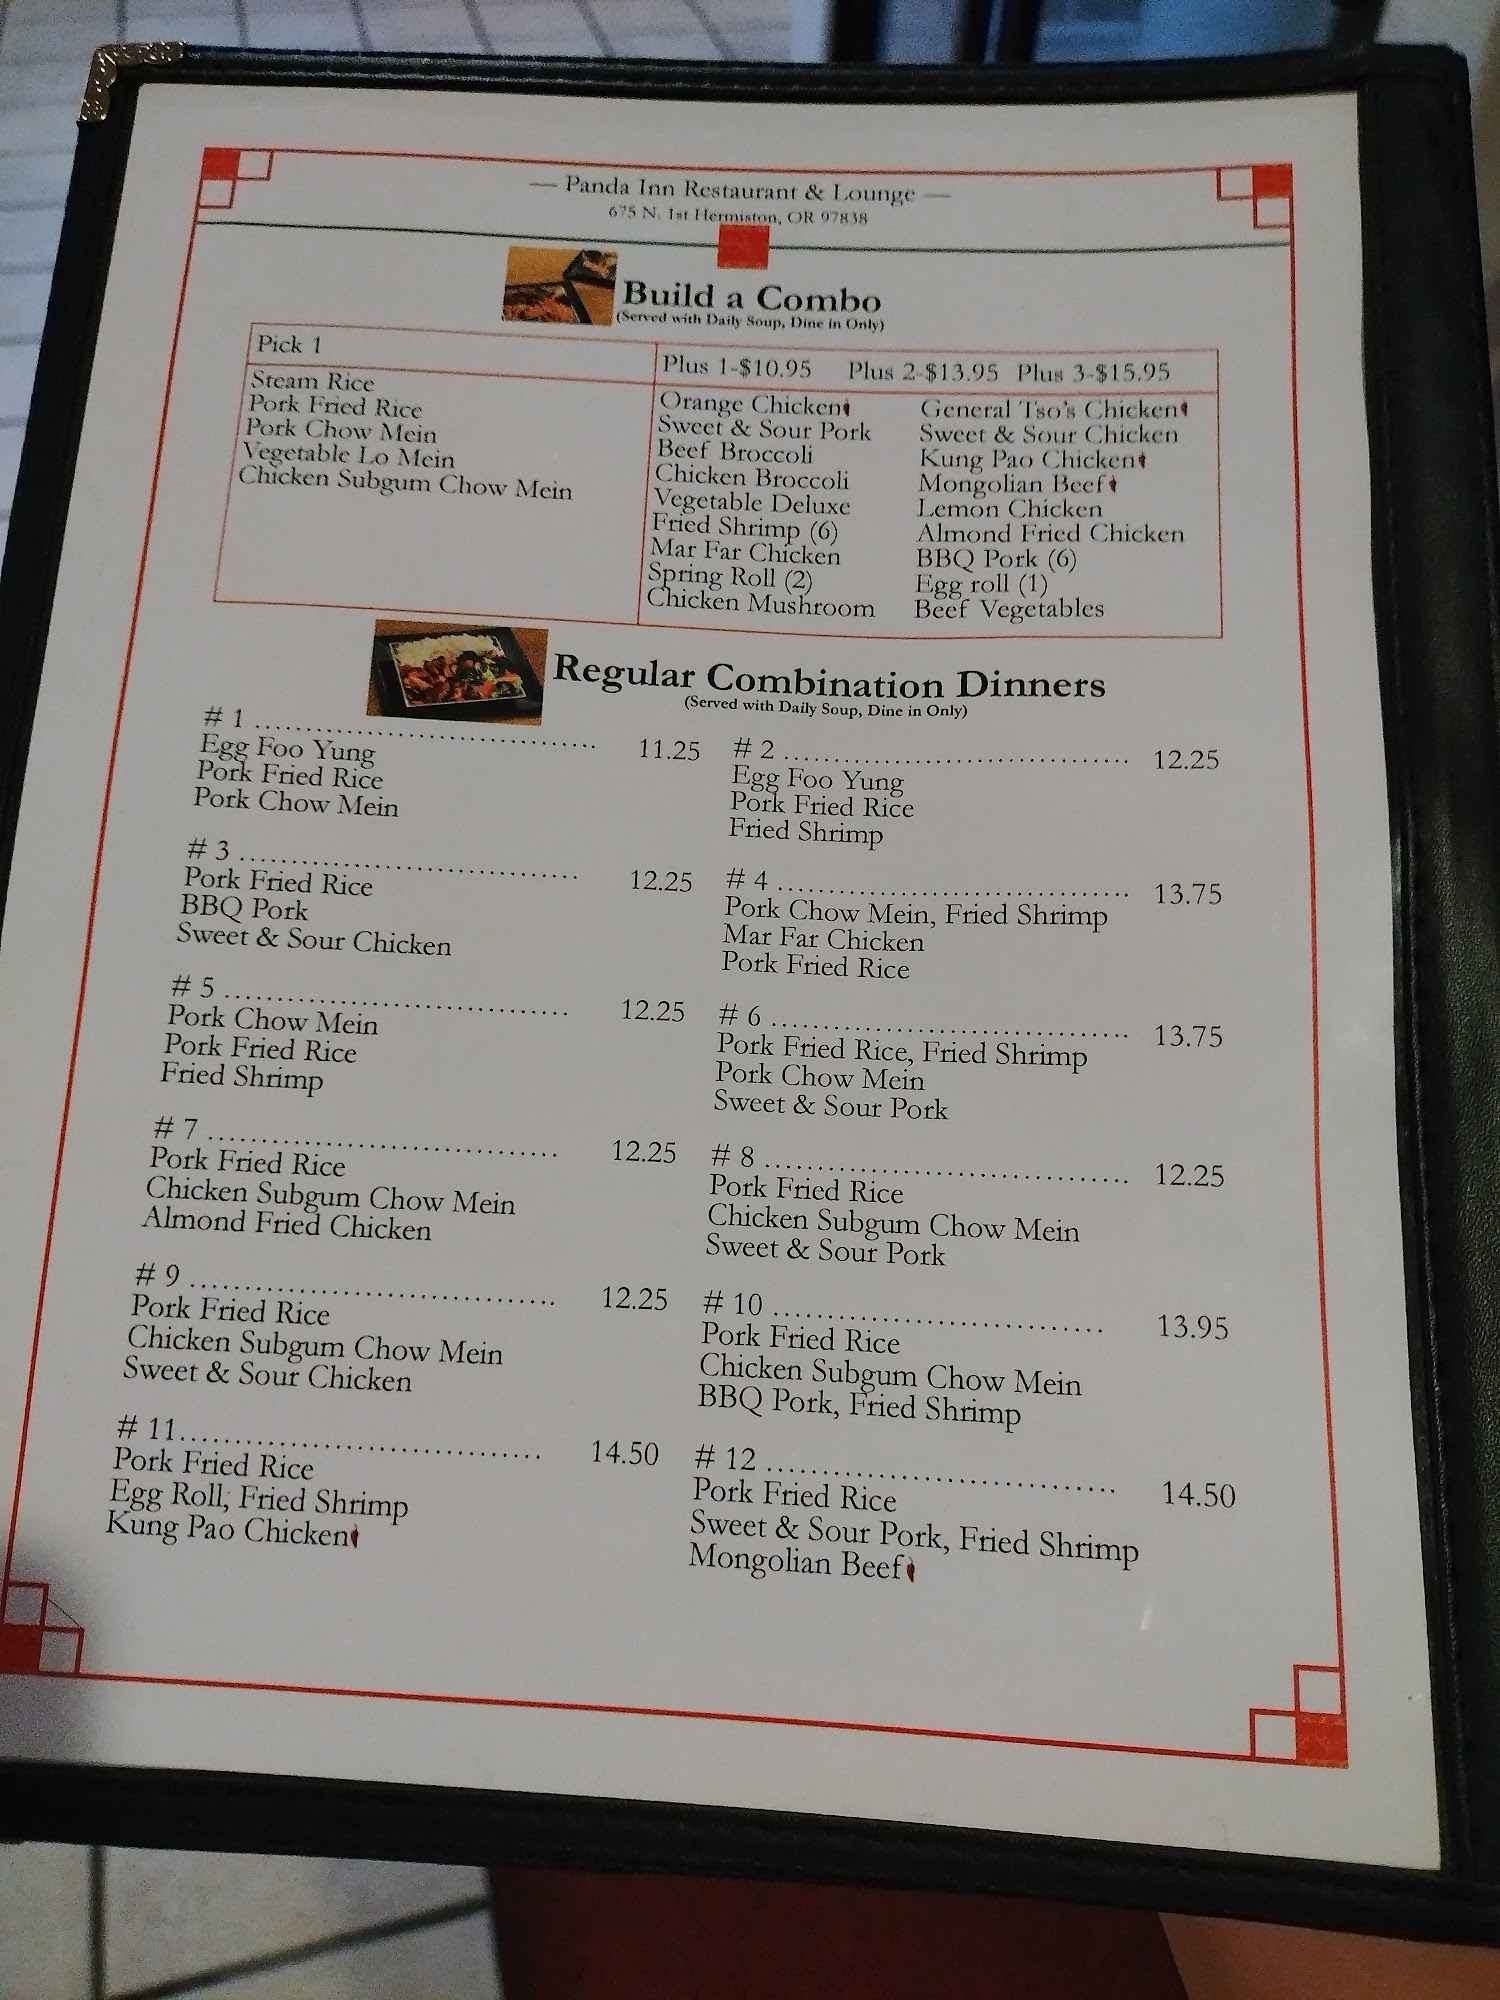 — Panda Inn Restaurant & Lounge —
675 N. 1st Hermiston, OR 97838
Build a Combo
(Served with Daily Soup, Dine in Only)
Pick 1
Steam Rice
Pork Fried Rice
Pork Chow Mein
Vegetable Lo Mein
Chicken Subgum Chow Mein
Plus 1-$10.95 Plus 2-$13.95 Plus 3-$15.95
Orange Chicken
Sweet & Sour Pork
Beef Broccoli
Chicken Broccoli
Vegetable Deluxe
Fried Shrimp (6)
Mar Far Chicken
Spring Roll (2)
Chicken Mushroom
General Tso's Chicken
Sweet & Sour Chicken
Kung Pao Chicken
Mongolian Beef
Lemon Chicken
Almond Fried Chicken
BBQ Pork (6)
Egg roll (1)
Beef Vegetables
Regular Combination Dinners
(Served with Daily Soup, Dine in Only)
# 1 .................................... 11.25
Egg Foo Yung
Pork Fried Rice
Pork Chow Mein
# 2 .................................... 12.25
Egg Foo Yung
Pork Fried Rice
Fried Shrimp
# 3 .................................... 12.25
Pork Fried Rice
BBQ Pork
Sweet & Sour Chicken
# 4 .................................... 13.75
Pork Chow Mein, Fried Shrimp
Mar Far Chicken
Pork Fried Rice
# 5 .................................... 12.25
Pork Chow Mein
Pork Fried Rice
Fried Shrimp
# 6 .................................... 13.75
Pork Fried Rice, Fried Shrimp
Pork Chow Mein
Sweet & Sour Pork
# 7 .................................... 12.25
Pork Fried Rice
Chicken Subgum Chow Mein
Almond Fried Chicken
# 8 .................................... 12.25
Pork Fried Rice
Chicken Subgum Chow Mein
Sweet & Sour Pork
# 9 .................................... 12.25
Pork Fried Rice
Chicken Subgum Chow Mein
Sweet & Sour Chicken
# 10 .................................... 13.95
Pork Fried Rice
Chicken Subgum Chow Mein
BBQ Pork, Fried Shrimp
# 11.................................... 14.50
Pork Fried Rice
Egg Roll, Fried Shrimp
Kung Pao Chicken
# 12 .................................... 14.50
Pork Fried Rice
Sweet & Sour Pork, Fried Shrimp
Mongolian Beef